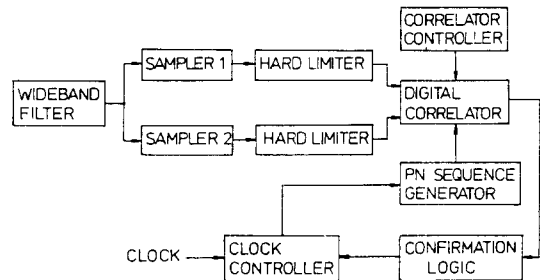 CORRELATOR
CONTROLLER
SAMPLER 1
HARD LIMITER
WIDEBAND
FILTER
DIGITAL
CORRELATOR
SAMPLER 2
HARD LIMITER
PN SEQUENCE
GENERATOR
CLOCK
CLOCK
CONTROLLER
CONFIRMATION
LOGIC